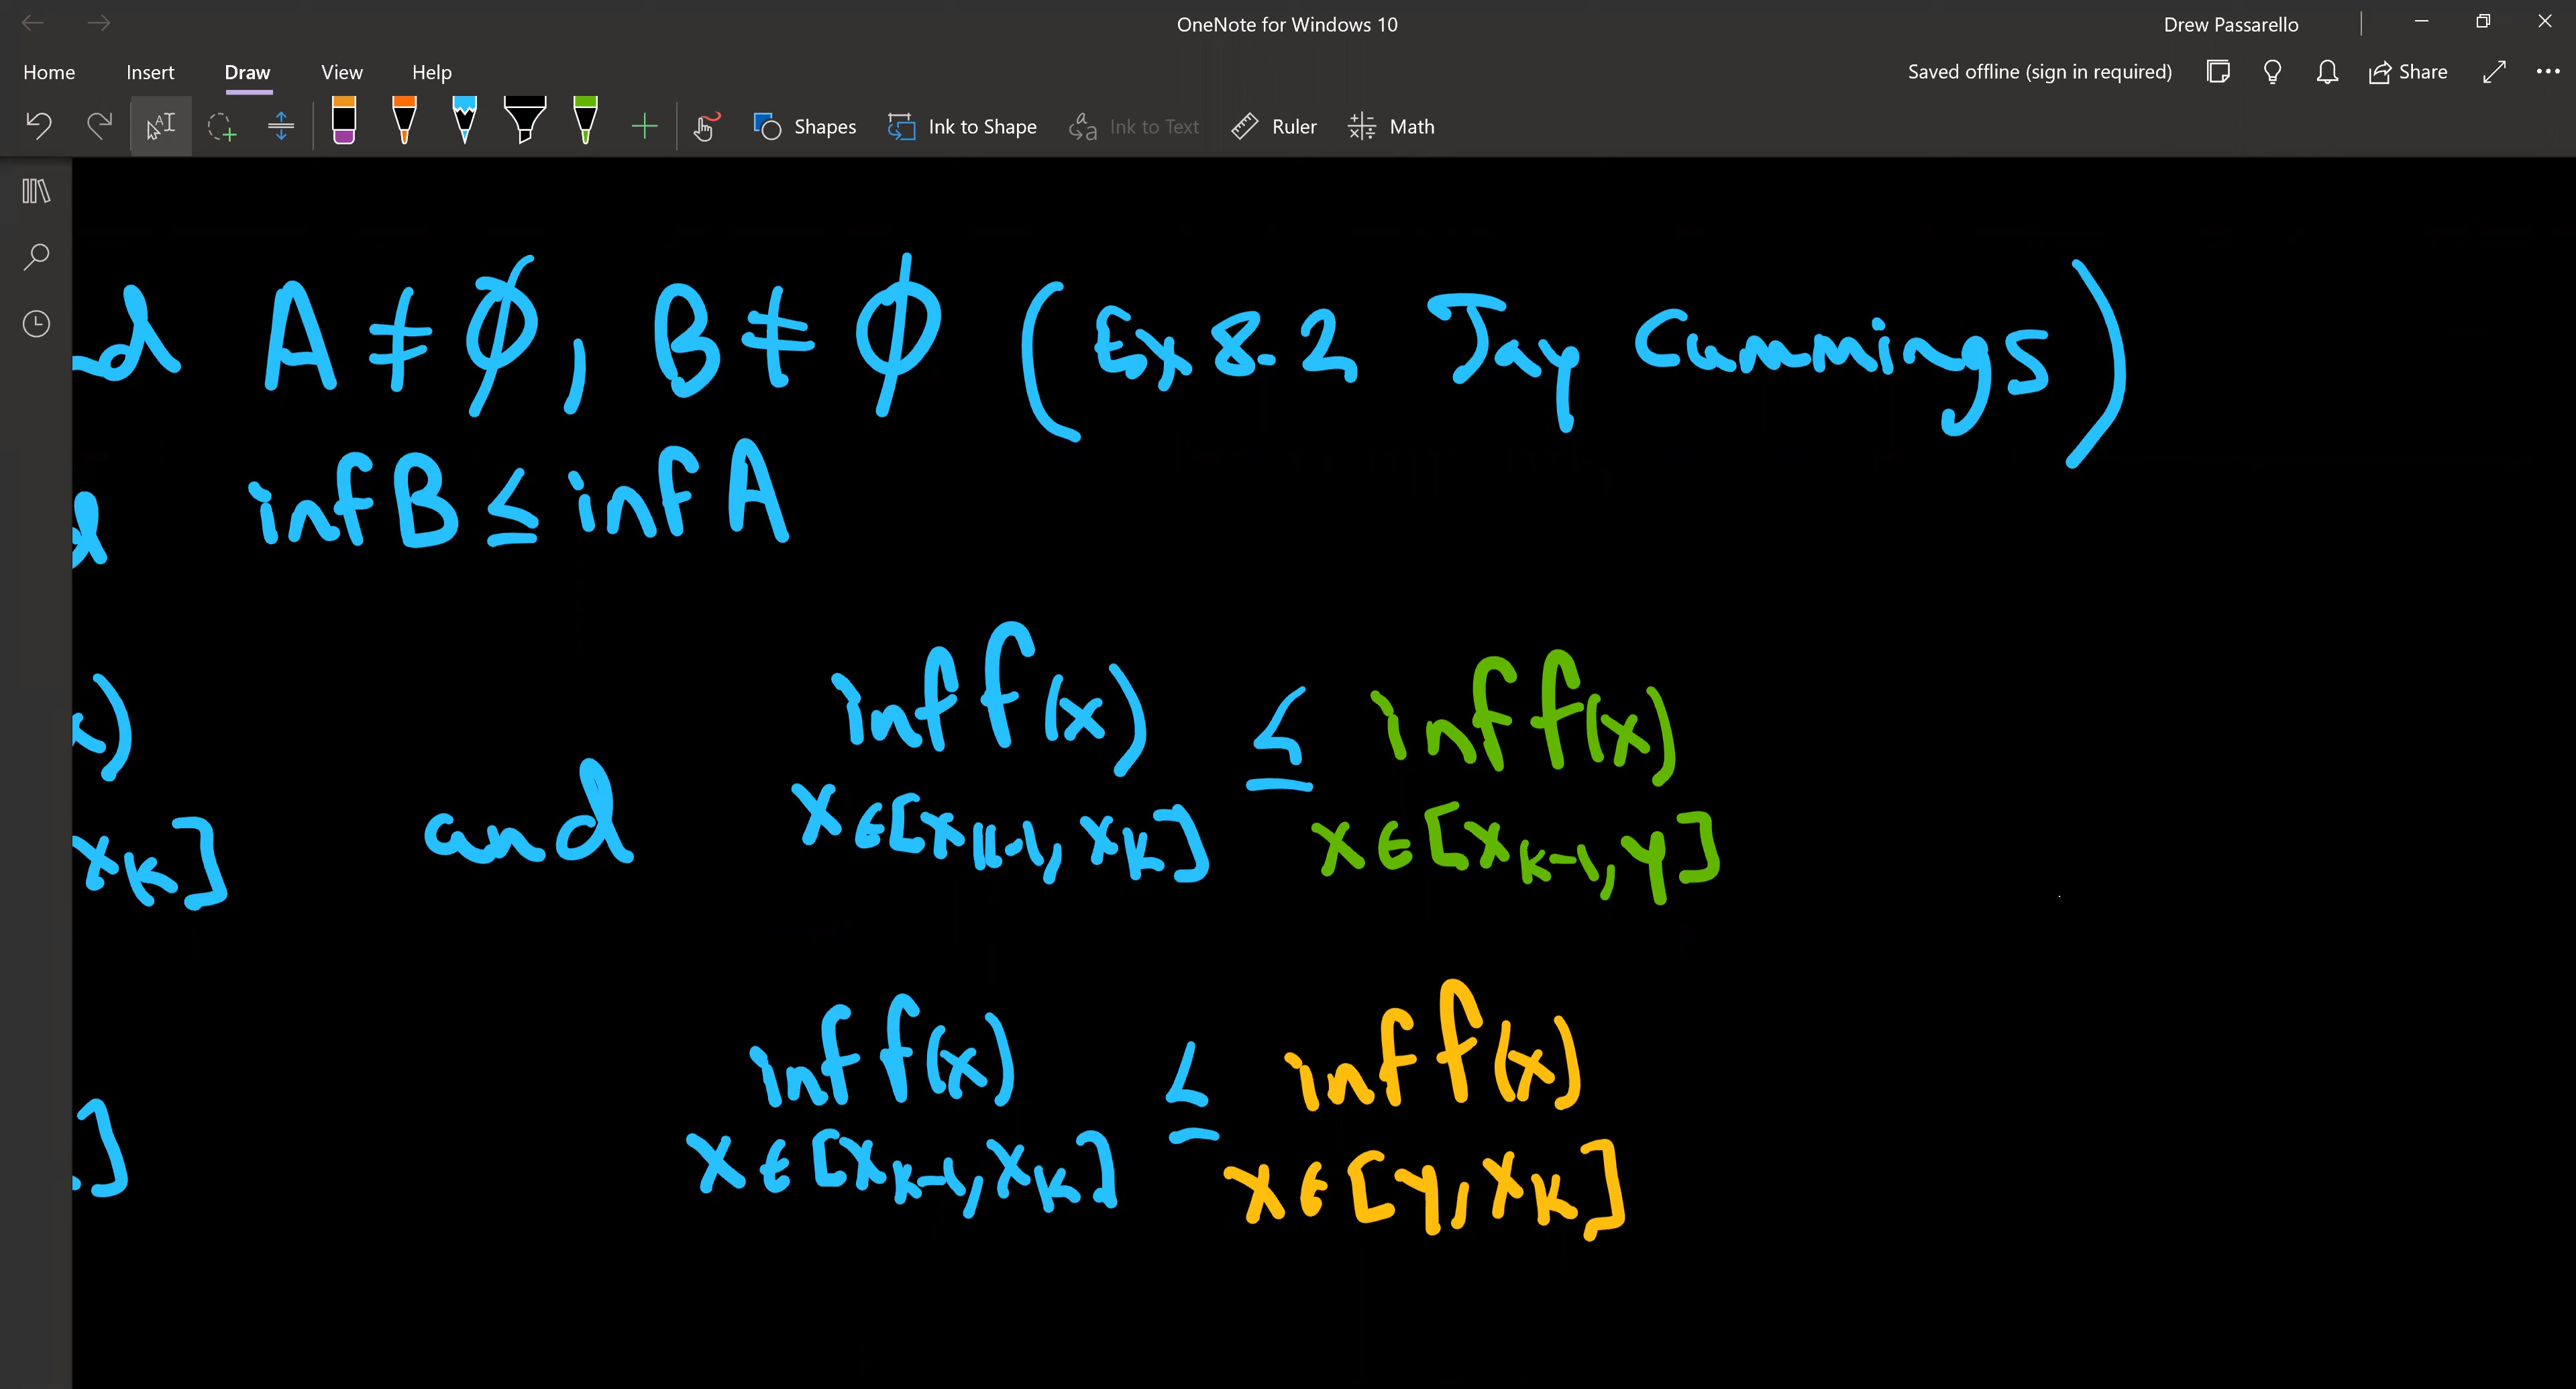 OneNote for Windows 10
Drew Passarello
Home Insert Draw View Help
Saved offline (sign in required) Share
Shapes Ink to Shape Ink to Text Ruler Math
nd A ≠ ∅, B ≠ ∅ (Ex 8.2 Jay Cummings)
d inf B ≤ inf A
x) and inf f(x) ≤ inf f(x)
x_k] x∈[x_{k-1}, x_k] x∈[x_{k-1}, y]
inf f(x) ≤ inf f(x)
] x∈[x_{k-1}, x_k] x∈[y, x_k]